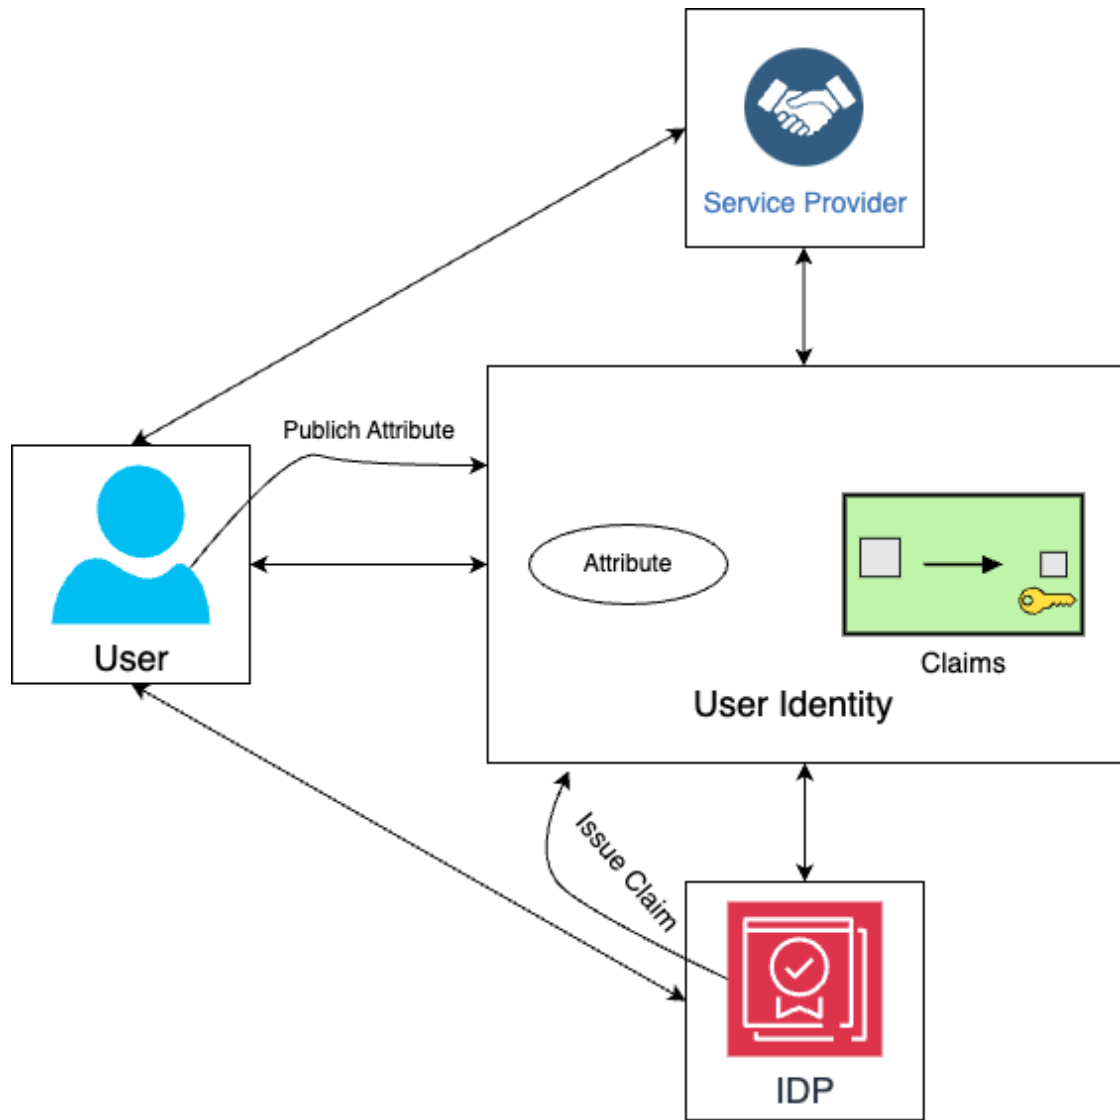 Service Provider
Publich Attribute
Attribute
User
Claims
User Identity
Issue Claim
IDP